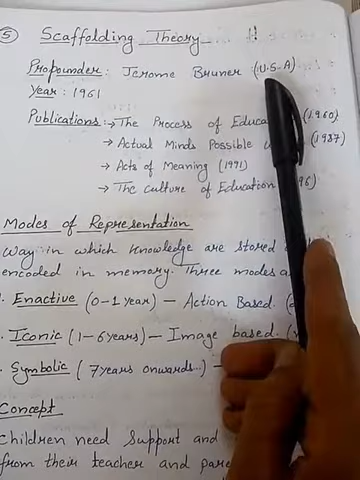 5 Scaffolding Theory !!
Propounder : Jerome Bruner (U.S.A)
Year : 1961
Publications : → The Process of Educa (1960)
→ Actual Minds Possible (1987)
→ Acts of Meaning (1991)
→ The Culture of Education 96)
Modes of Representation
Way in which knowledge are stored
encoded in memory. Three modes a
. Enactive (0-1 year) — Action Based.
. Iconic (1-6 years) — Image based.
. Symbolic (7 years onwards..) —
Concept
Children need Support and
from their teacher and pare